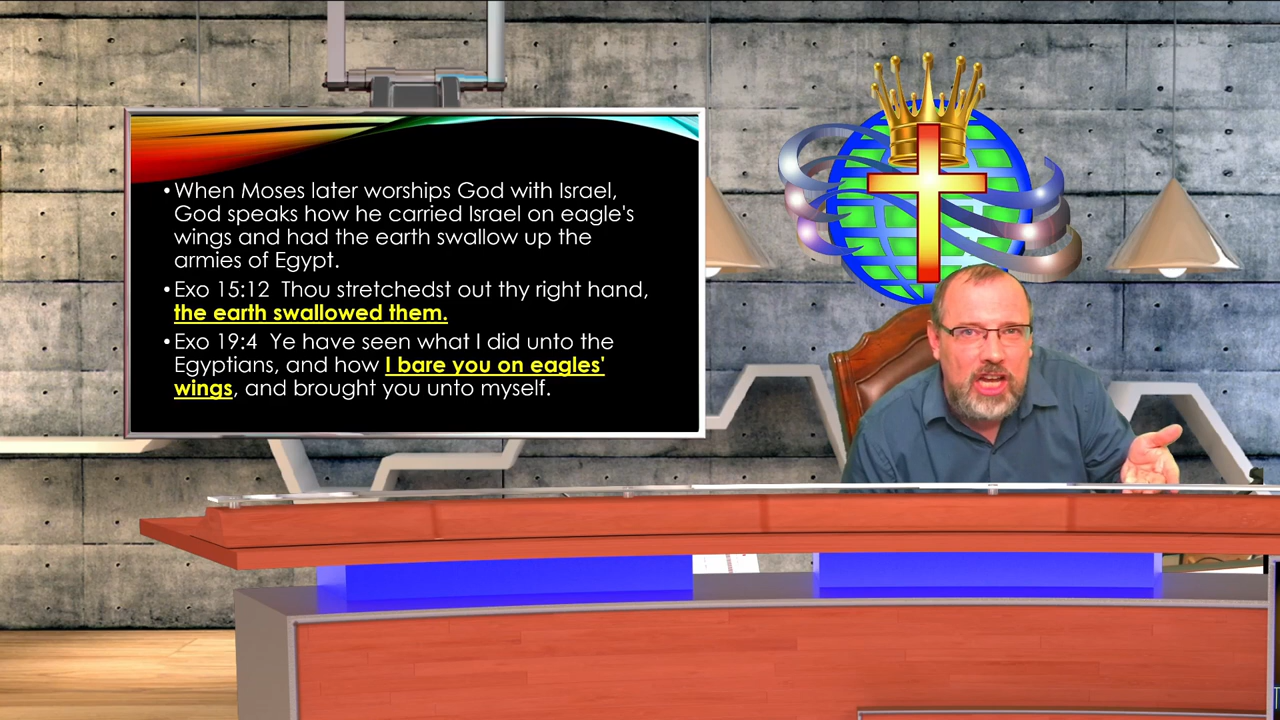 •When Moses later worships God with Israel,
God speaks how he carried Israel on eagle's
wings and had the earth swallow up the
armies of Egypt.
•Exo 15:12 Thou stretchedst out thy right hand,
the earth swallowed them.
•Exo 19:4 Ye have seen what I did unto the
Egyptians, and how I bare you on eagles'
wings, and brought you unto myself.